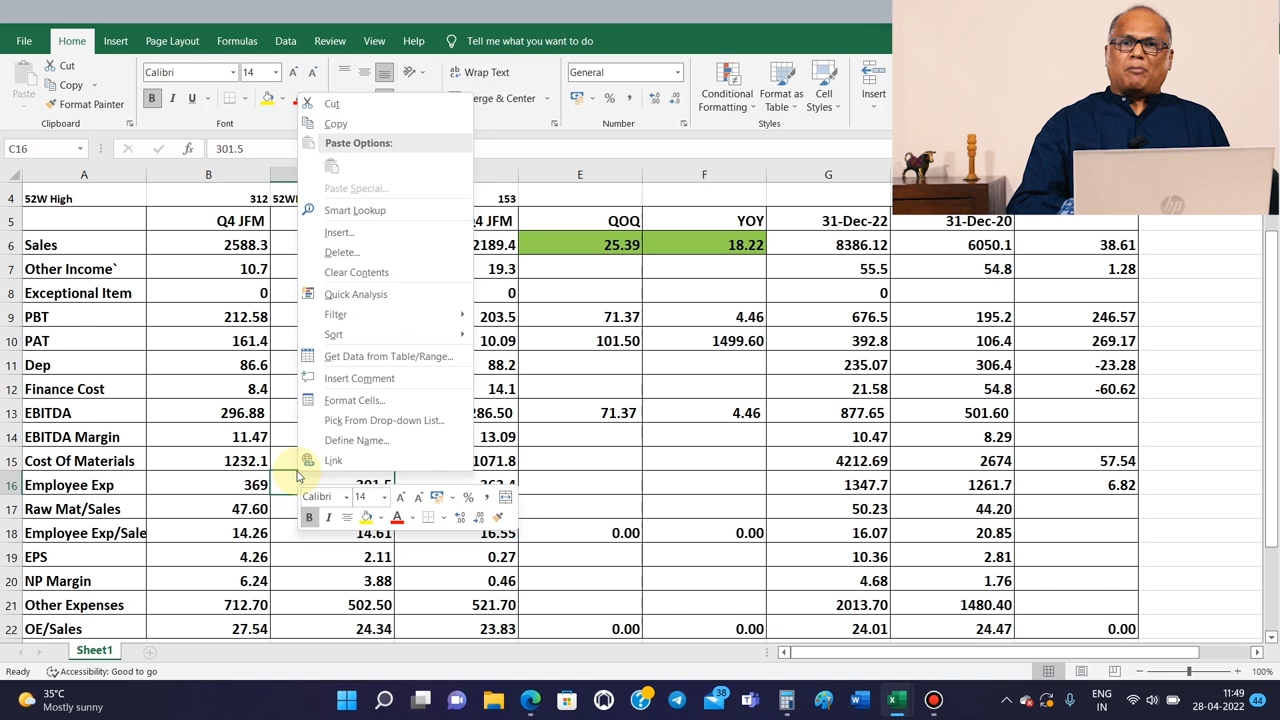 File Home Insert Page Layout Formulas Data Review View Help Tell me what you want to do
Paste
Cut
Copy
Format Painter
Clipboard
Calibri 14
B I U
Font
Wrap Text
Merge & Center
General
% ,
Number
Conditional Formatting
Format as Table
Cell Styles
Styles
Insert
hp
C16 fx 301.5
A B E F G
4 52W High 312 153
5 Q4 JFM QOQ YOY 31-Dec-22 31-Dec-20
6 Sales 2588.3 2189.4 25.39 18.22 8386.12 6050.1 38.61
7 Other Income` 10.7 19.3 55.5 54.8 1.28
8 Exceptional Item 0 0 0
9 PBT 212.58 203.5 71.37 4.46 676.5 195.2 246.57
10 PAT 161.4 10.09 101.50 1499.60 392.8 106.4 269.17
11 Dep 86.6 88.2 235.07 306.4 -23.28
12 Finance Cost 8.4 14.1 21.58 54.8 -60.62
13 EBITDA 296.88 286.50 71.37 4.46 877.65 501.60
14 EBITDA Margin 11.47 13.09 10.47 8.29
15 Cost Of Materials 1232.1 1071.8 4212.69 2674 57.54
16 Employee Exp 369 301.5 362.4 1347.7 1261.7 6.82
17 Raw Mat/Sales 47.60 50.23 44.20
18 Employee Exp/Sale 14.26 14.61 16.55 0.00 0.00 16.07 20.85
19 EPS 4.26 2.11 0.27 10.36 2.81
20 NP Margin 6.24 3.88 0.46 4.68 1.76
21 Other Expenses 712.70 502.50 521.70 2013.70 1480.40
22 OE/Sales 27.54 24.34 23.83 0.00 0.00 24.01 24.47 0.00
Cut
Copy
Paste Options:
Paste Special...
Smart Lookup
Insert...
Delete...
Clear Contents
Quick Analysis
Filter
Sort
Get Data from Table/Range...
Insert Comment
Format Cells...
Pick From Drop-down List...
Define Name...
Link
Calibri 14 A A % ,
B I A
Sheet1
Ready Accessibility: Good to go 100%
35°C
Mostly sunny
38
ENG
IN
11:49
28-04-2022
44